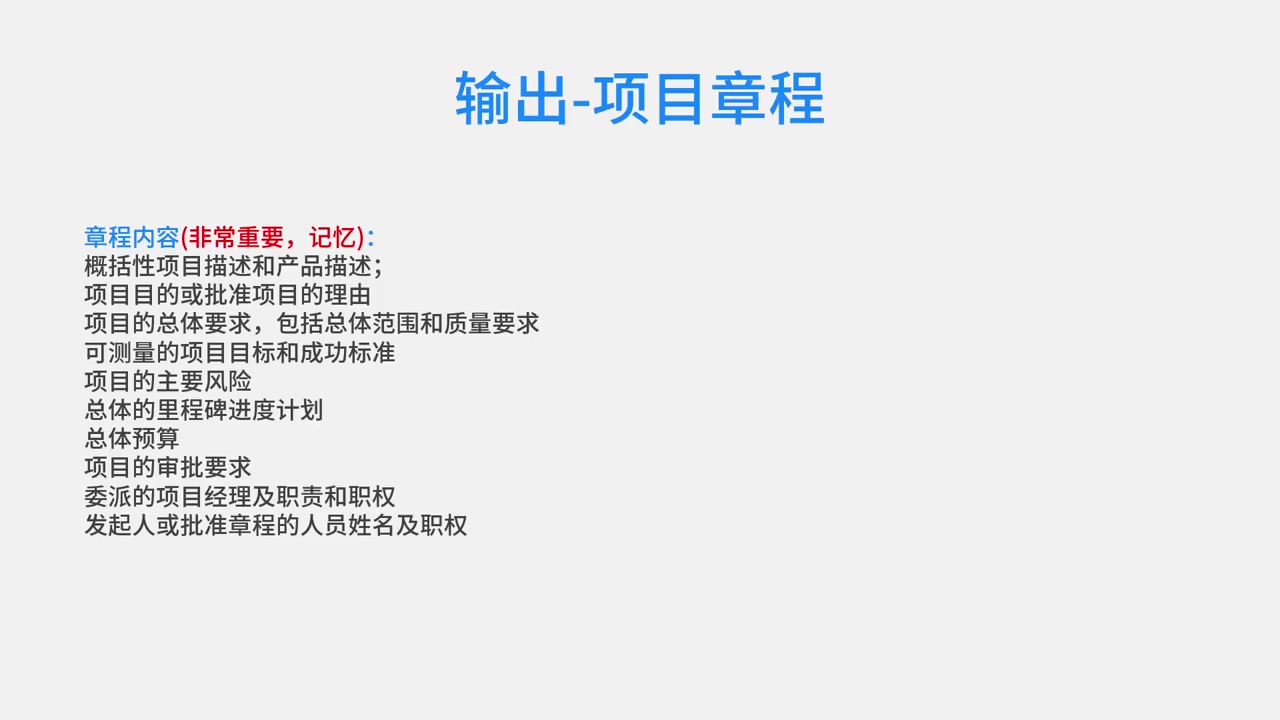 输出-项目章程
章程内容(非常重要，记忆)：
概括性项目描述和产品描述；
项目目的或批准项目的理由
项目的总体要求，包括总体范围和质量要求
可测量的项目目标和成功标准
项目的主要风险
总体的里程碑进度计划
总体预算
项目的审批要求
委派的项目经理及职责和职权
发起人或批准章程的人员姓名及职权